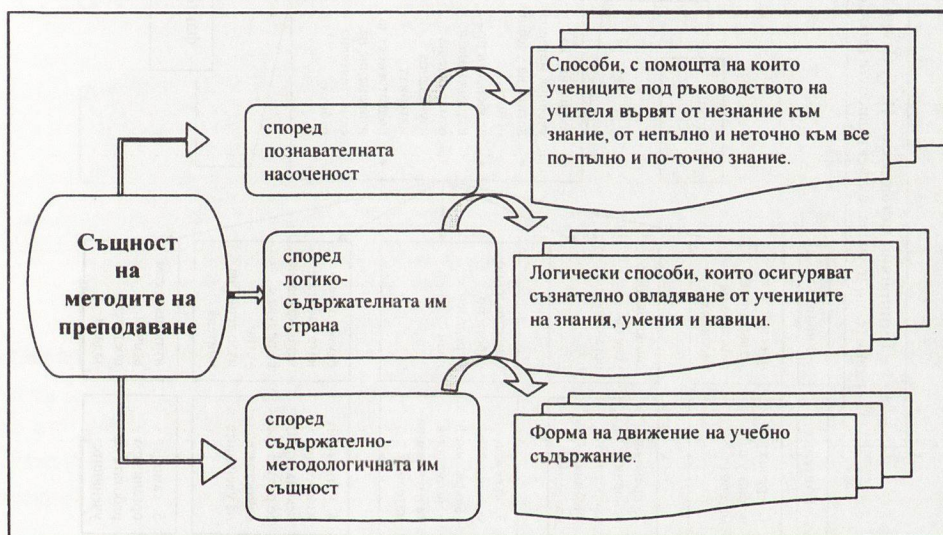 Същност
на
методите на
преподаване
според
познавателната
насоченост
Способи, с помощта на които
учениците под ръководството на
учителя вървят от незнание към
знание, от непълно и неточно към все
по-пълно и по-точно знание.
според
логико-
съдържателната им
страна
Логически способи, които осигуряват
съзнателно овладяване от учениците
на знания, умения и навици.
според
съдържателно-
методологичната им
същност
Форма на движение на учебно
съдържание.